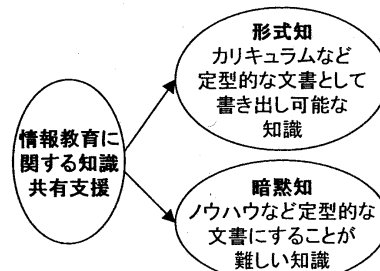 情報教育に
関する知識
共有支援
形式知
カリキュラムなど
定型的な文書として
書き出し可能な
知識
暗黙知
ノウハウなど定型的な
文書にすることが
難しい知識